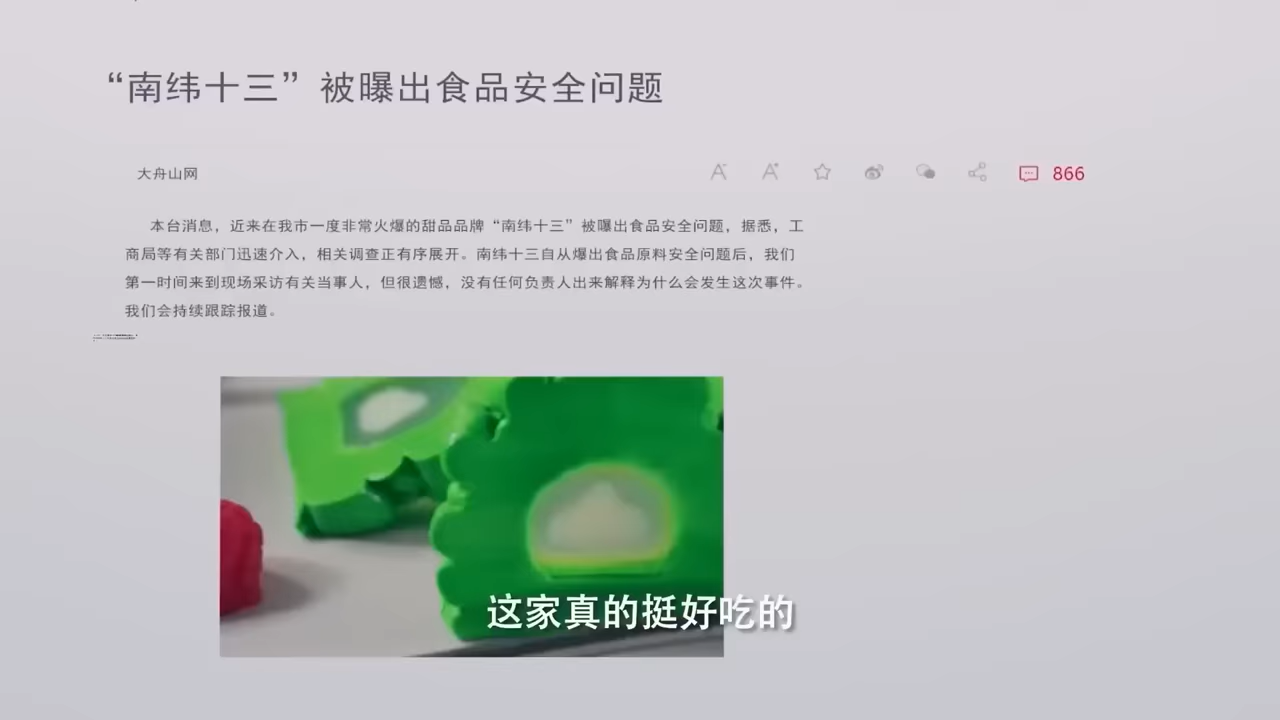 “南纬十三”被曝出食品安全问题
大舟山网
866
本台消息，近来在我市一度非常火爆的甜品品牌“南纬十三”被曝出食品安全问题，据悉，工
商局等有关部门迅速介入，相关调查正有序展开。南纬十三自从爆出食品原料安全问题后，我们
第一时间来到现场采访有关当事人，但很遗憾，没有任何负责人出来解释为什么会发生这次事件。
我们会持续跟踪报道。
这家真的挺好吃的